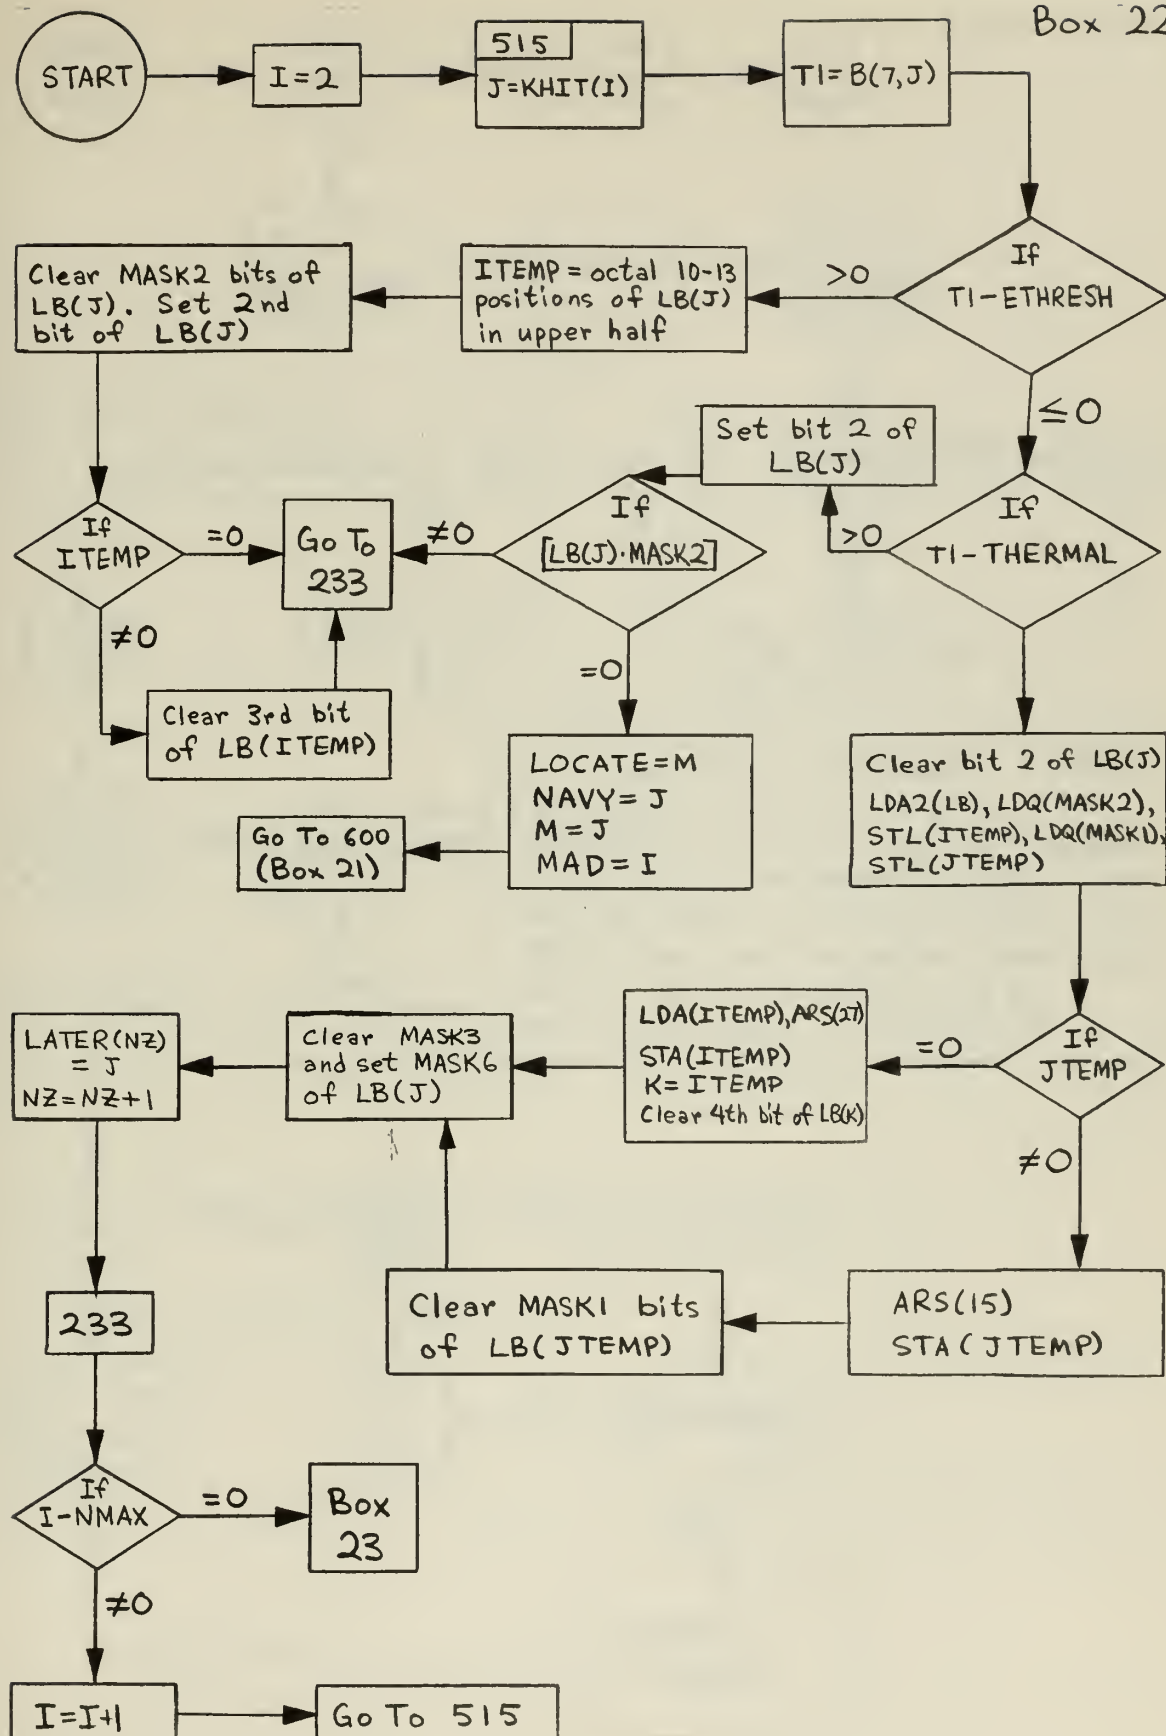 Box 22
START
I=2
515
J=KHIT(I)
TI=B(7,J)
If
TI-ETHRESH
>0
≤0
ITEMP = octal 10-13
positions of LB(J)
in upper half
Clear MASK2 bits of
LB(J). Set 2nd
bit of LB(J)
If
ITEMP
=0
≠0
Go To
233
≠0
If
[LB(J)·MASK2]
=0
Set bit 2 of
LB(J)
>0
If
TI-THERMAL
Clear 3rd bit
of LB(ITEMP)
LOCATE=M
NAVY=J
M=J
MAD=I
Go To 600
(Box 21)
Clear bit 2 of LB(J)
LDA2(LB), LDQ(MASK2),
STL(ITEMP), LDQ(MASK1),
STL(JTEMP)
If
JTEMP
=0
≠0
LDA(ITEMP), ARS(27)
STA(ITEMP)
K=ITEMP
Clear 4th bit of LB(K)
Clear MASK3
and set MASK6
of LB(J)
LATER(NZ)
= J
NZ=NZ+1
ARS(15)
STA(JTEMP)
Clear MASK1 bits
of LB(JTEMP)
233
If
I-NMAX
=0
Box
23
≠0
I=I+1
Go To 515